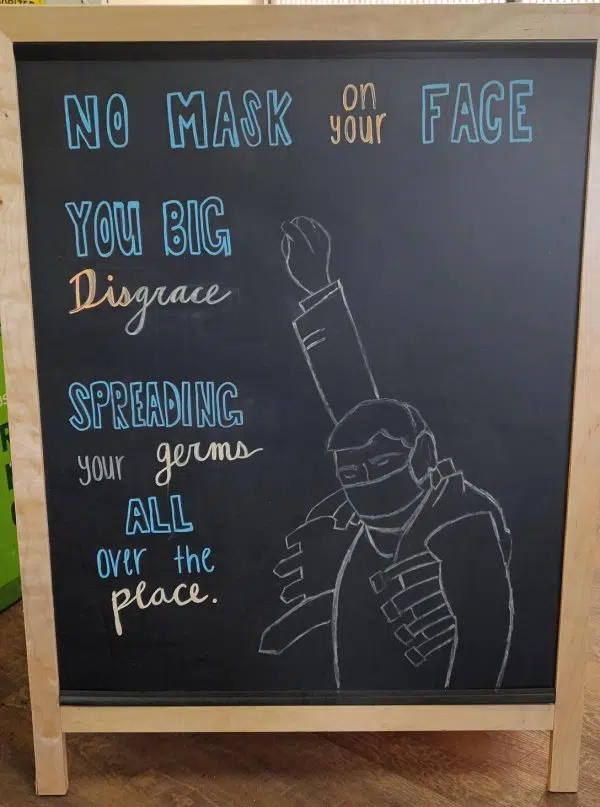 NO MASK on your FACE
YOU BIG
Disgrace
SPREADING
your germs
ALL
over the
place.